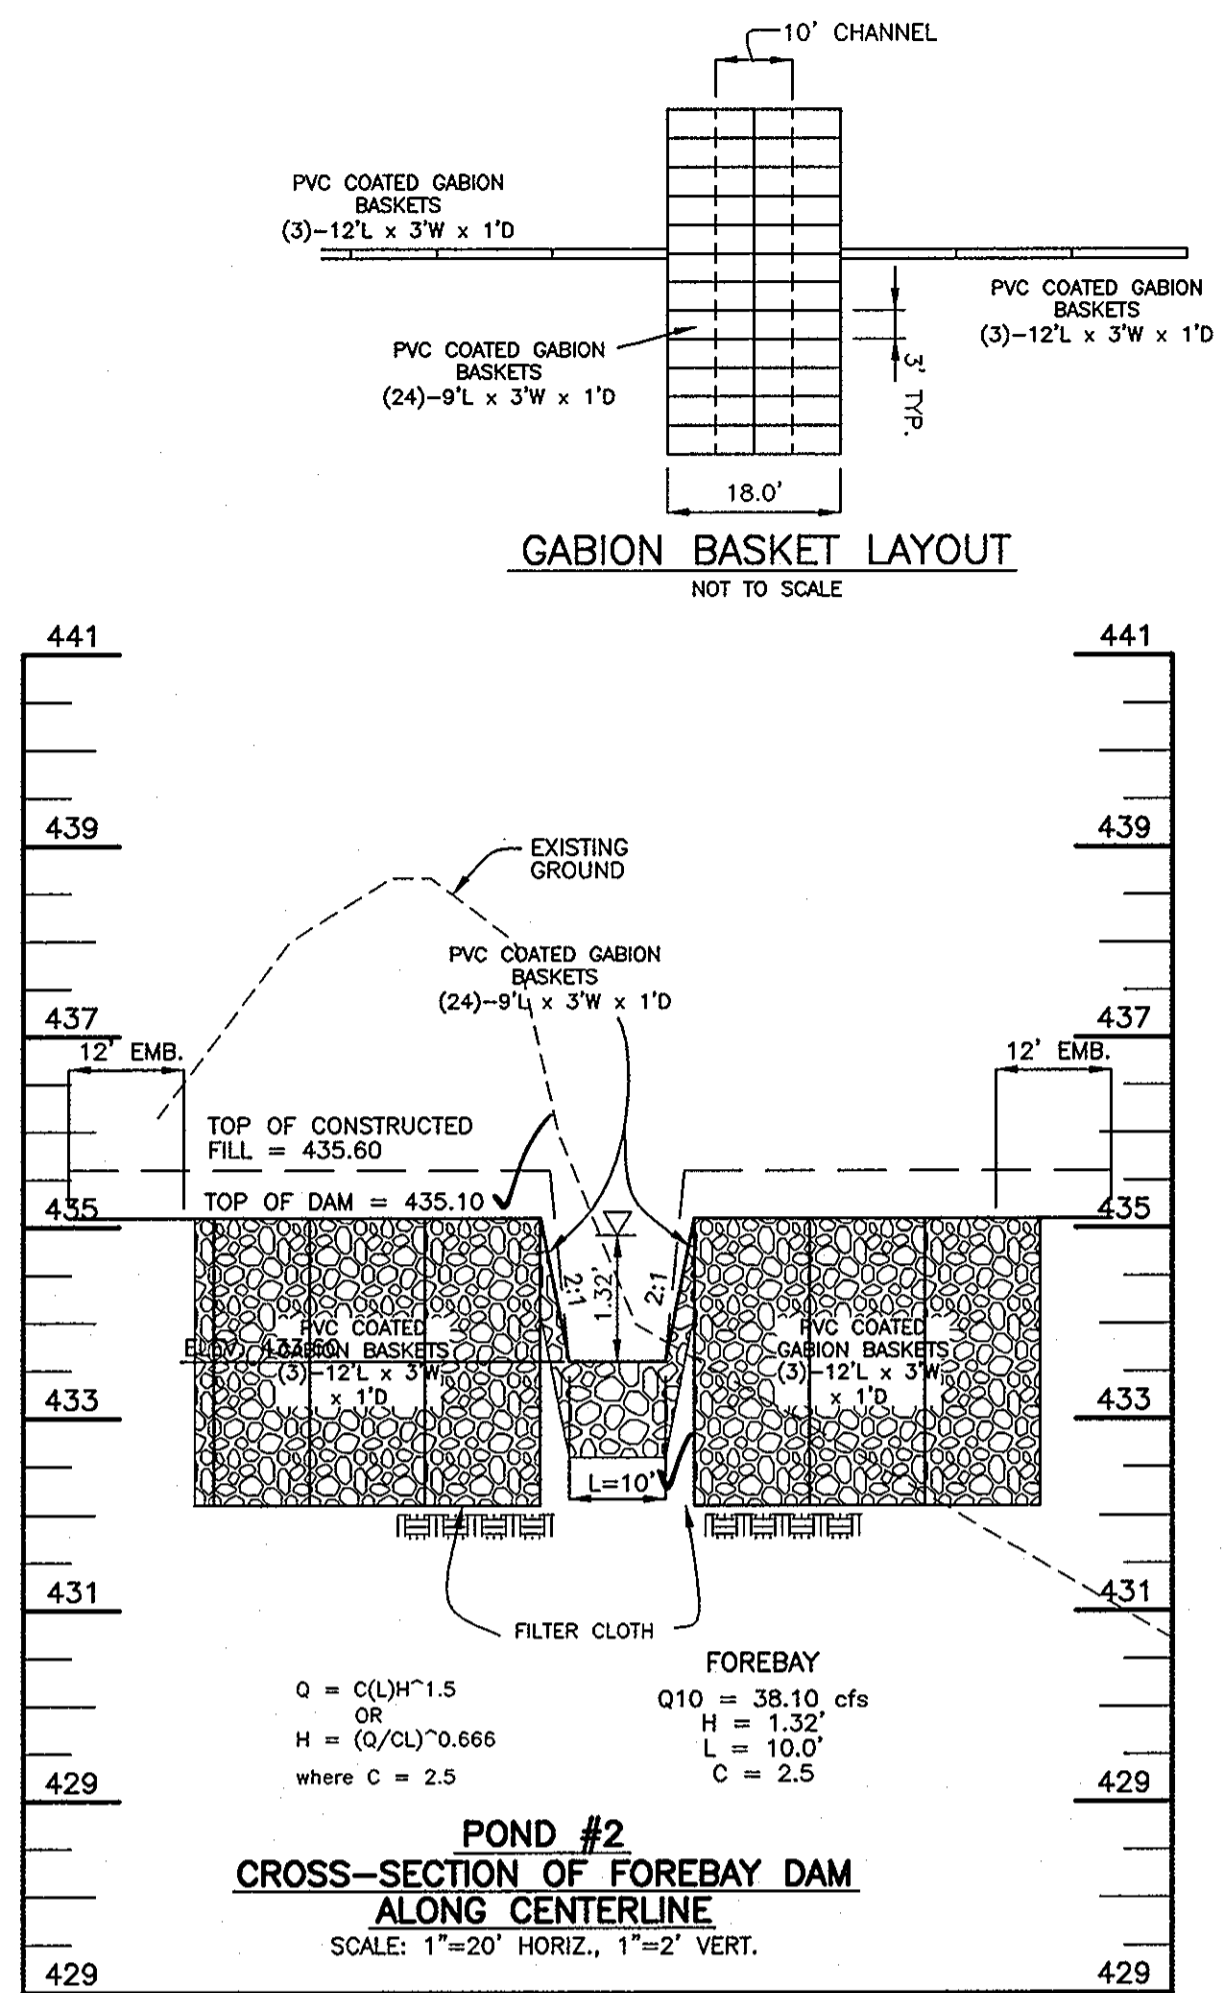 10' CHANNEL
PVC COATED GABION
BASKETS
(3)-12'L x 3'W x 1'D
PVC COATED GABION
BASKETS
(3)-12'L x 3'W x 1'D
PVC COATED GABION
BASKETS
(24)-9'L x 3'W x 1'D
3' TYP.
18.0'
GABION BASKET LAYOUT
NOT TO SCALE
441
441
439
439
EXISTING
GROUND
PVC COATED GABION
BASKETS
(24)-9'L x 3'W x 1'D
437
437
12' EMB.
12' EMB.
TOP OF CONSTRUCTED
FILL = 435.60
TOP OF DAM = 435.10
435
435
2:1
1.32'
2:1
PVC COATED
GABION BASKETS
(3)-12'L x 3'W
x 1'D
ELEV.
PVC COATED
GABION BASKETS
(3)-12'L x 3'W
x 1'D
433
433
L=10'
431
431
FILTER CLOTH
Q = C(L)H^1.5
OR
H = (Q/CL)^0.666
where C = 2.5
FOREBAY
Q10 = 38.10 cfs
H = 1.32'
L = 10.0'
C = 2.5
429
429
POND #2
CROSS-SECTION OF FOREBAY DAM
ALONG CENTERLINE
SCALE: 1"=20' HORIZ., 1"=2' VERT.
429
429